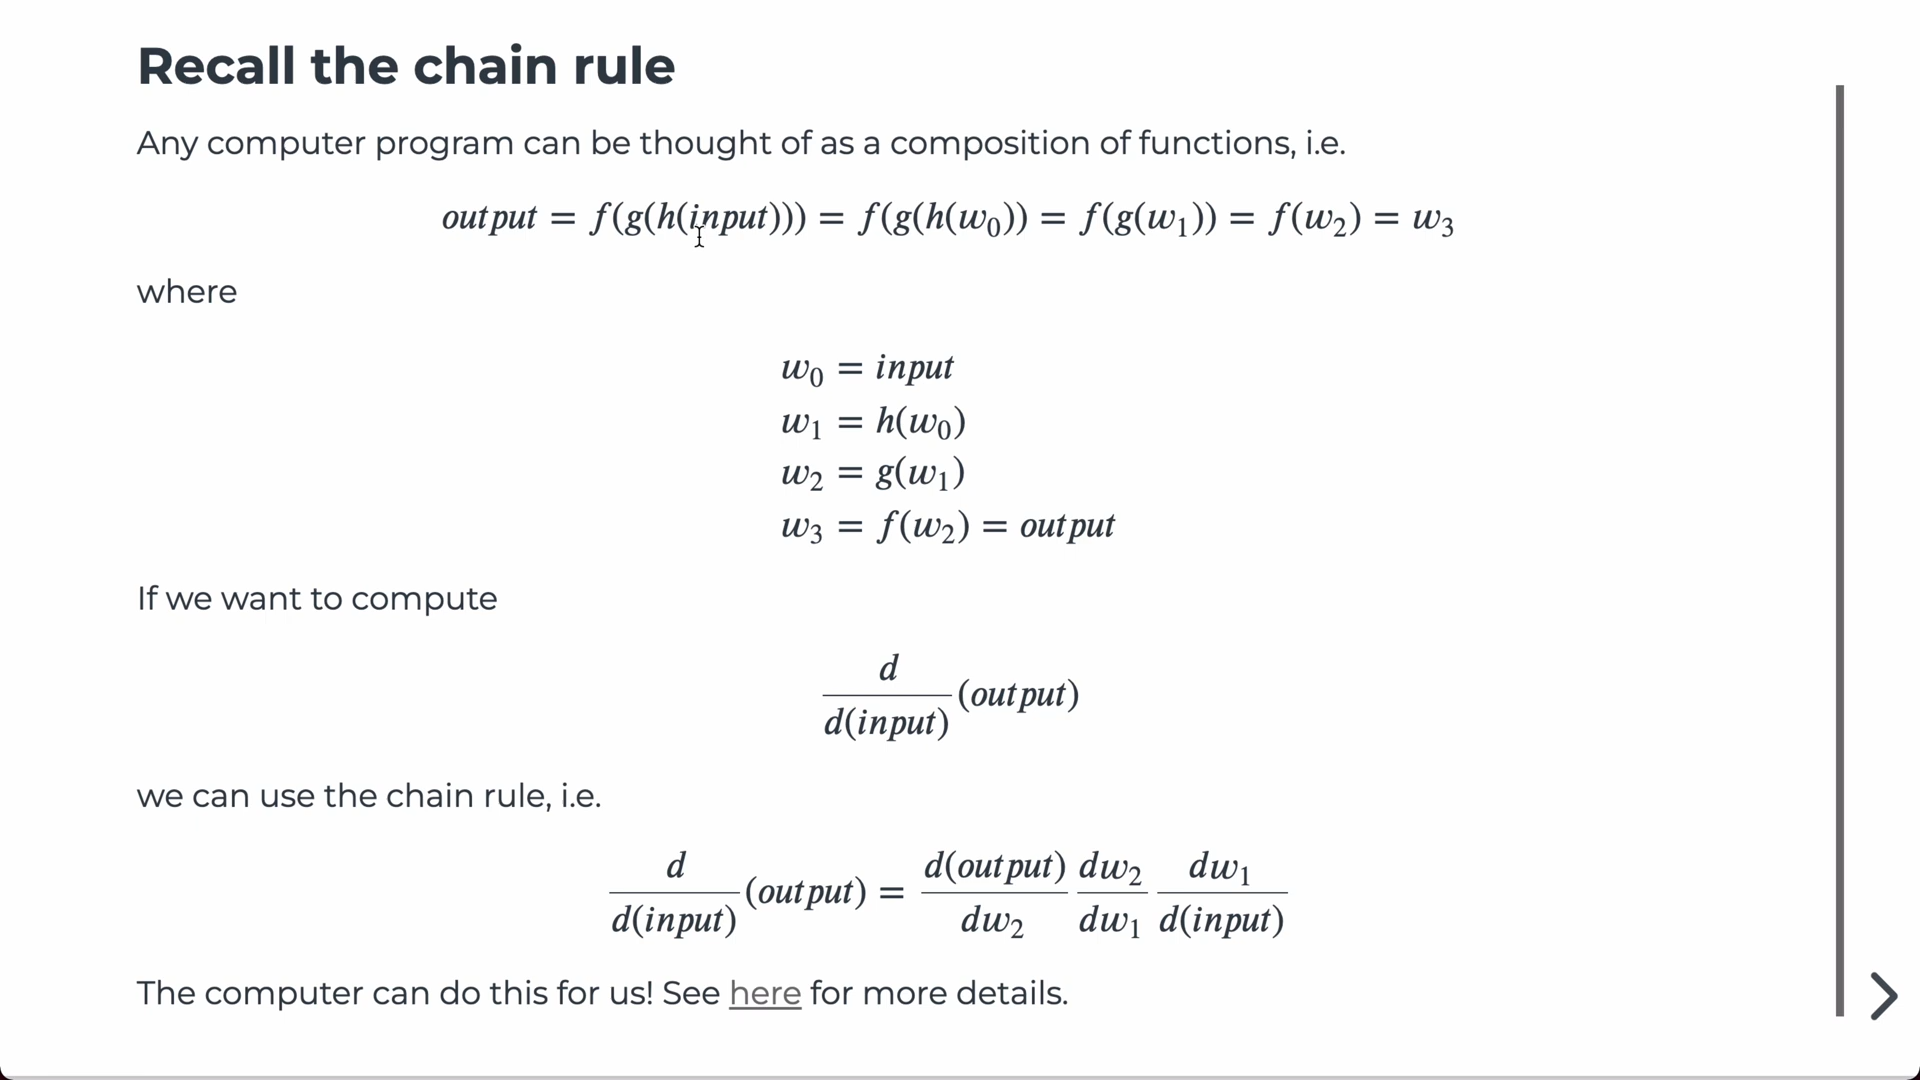 Recall the chain rule
Any computer program can be thought of as a composition of functions, i.e.
output = f(g(h(input))) = f(g(h(w₀)) = f(g(w₁)) = f(w₂) = w₃
where
w₀ = input
w₁ = h(w₀)
w₂ = g(w₁)
w₃ = f(w₂) = output
If we want to compute
d/d(input) (output)
we can use the chain rule, i.e.
d/d(input) (output) = d(output)/dw₂ dw₂/dw₁ dw₁/d(input)
The computer can do this for us! See here for more details.